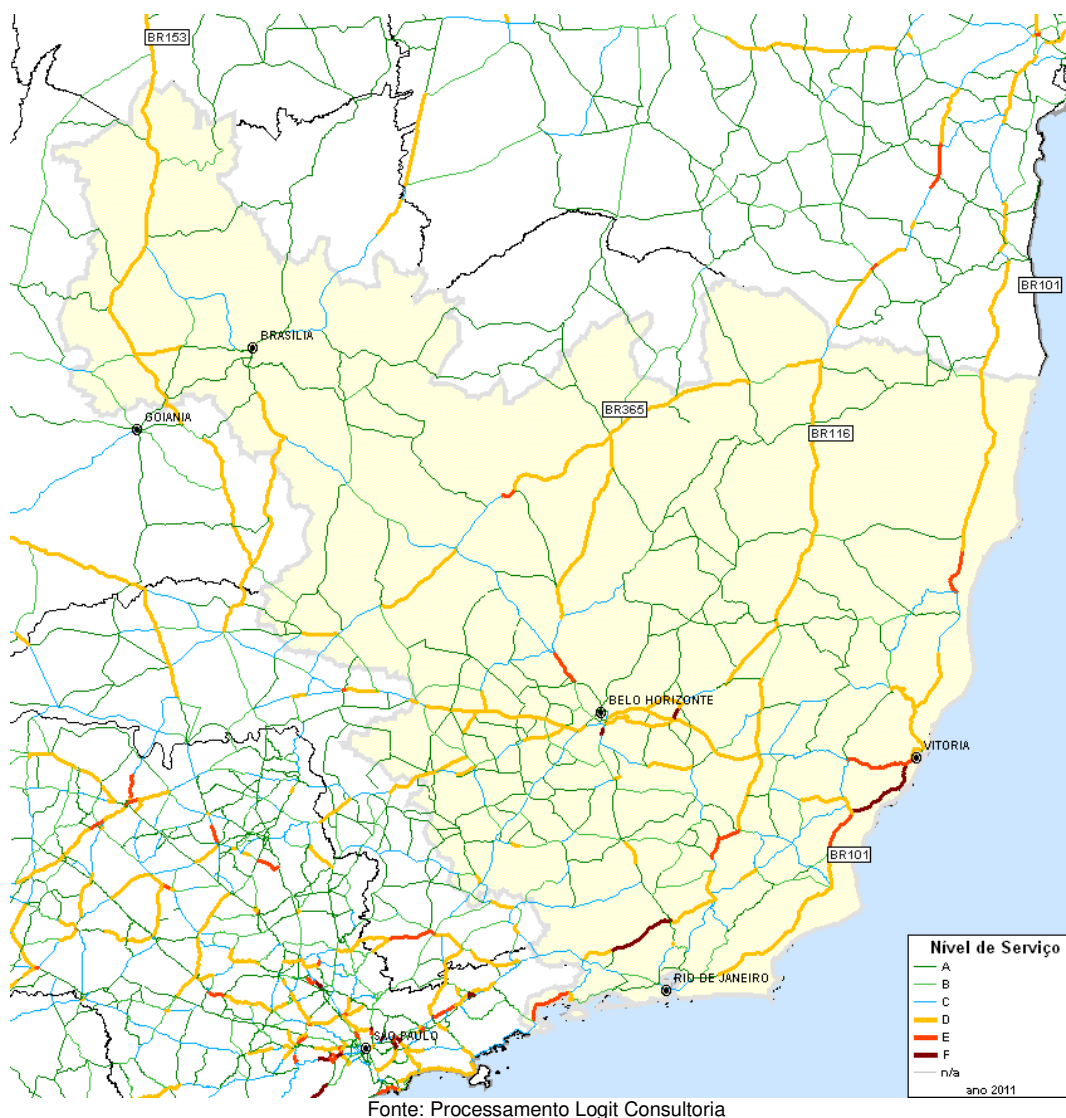 BR153
BR101
BRASILIA
GOIANIA
BR365
BR116
BELO HORIZONTE
VITORIA
BR101
RIO DE JANEIRO
SAO PAULO
Nível de Serviço
A
B
C
D
E
F
n/a
ano 2011
Fonte: Processamento Logit Consultoria